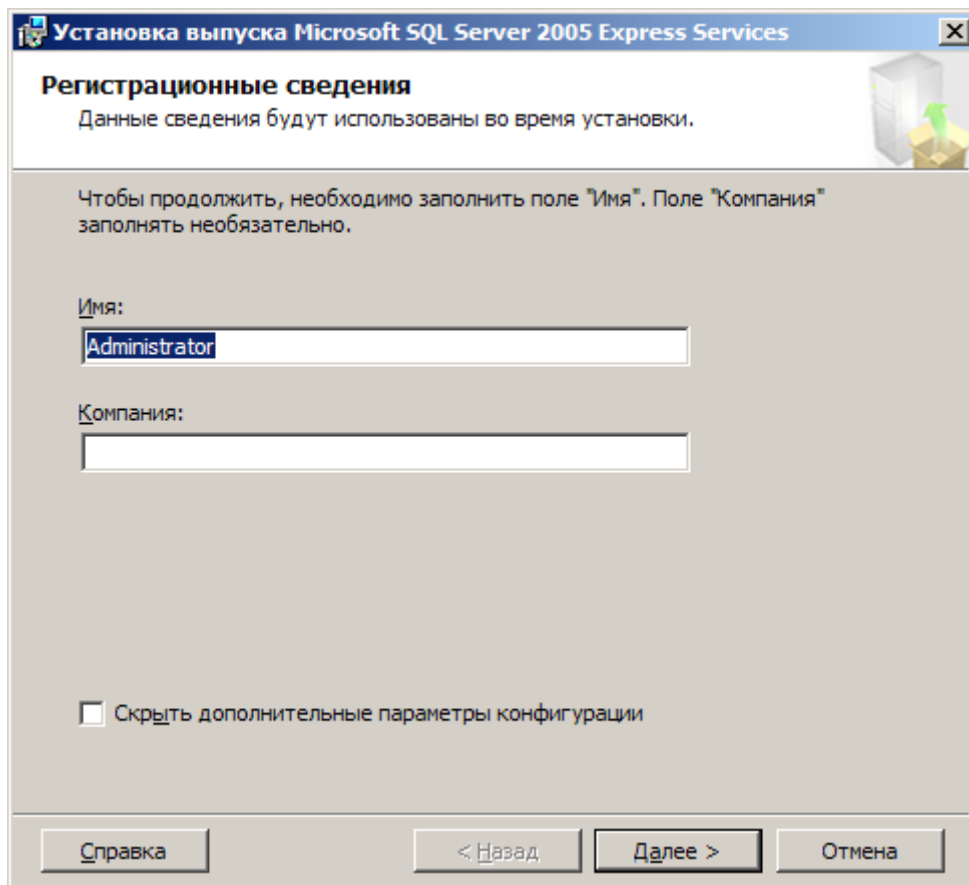 Установка выпуска Microsoft SQL Server 2005 Express Services
Регистрационные сведения
Данные сведения будут использованы во время установки.
Чтобы продолжить, необходимо заполнить поле "Имя". Поле "Компания"
заполнять необязательно.
Имя:
Administrator
Компания:
Скрыть дополнительные параметры конфигурации
Справка
< Назад
Далее >
Отмена